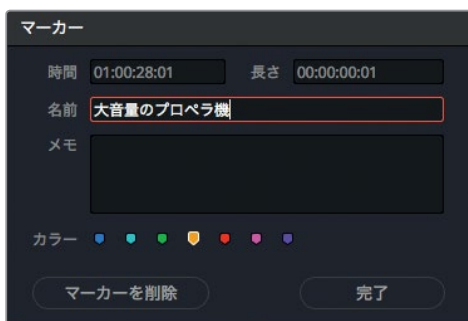 マーカー
時間 01:00:28:01 長さ 00:00:00:01
名前 大音量のプロペラ機
メモ
カラー
マーカーを削除 完了